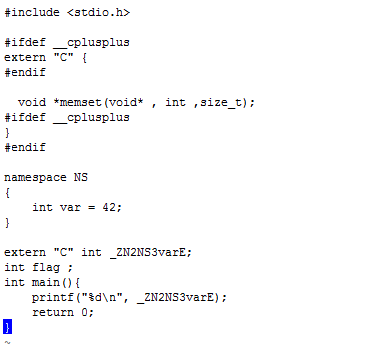 #include <stdio.h>
#ifdef __cplusplus
extern "C" {
#endif
void *memset(void* , int ,size_t);
#ifdef __cplusplus
}
#endif
namespace NS
{
int var = 42;
}
extern "C" int _ZN2NS3varE;
int flag ;
int main(){
printf("%d\n", _ZN2NS3varE);
return 0;
}
~